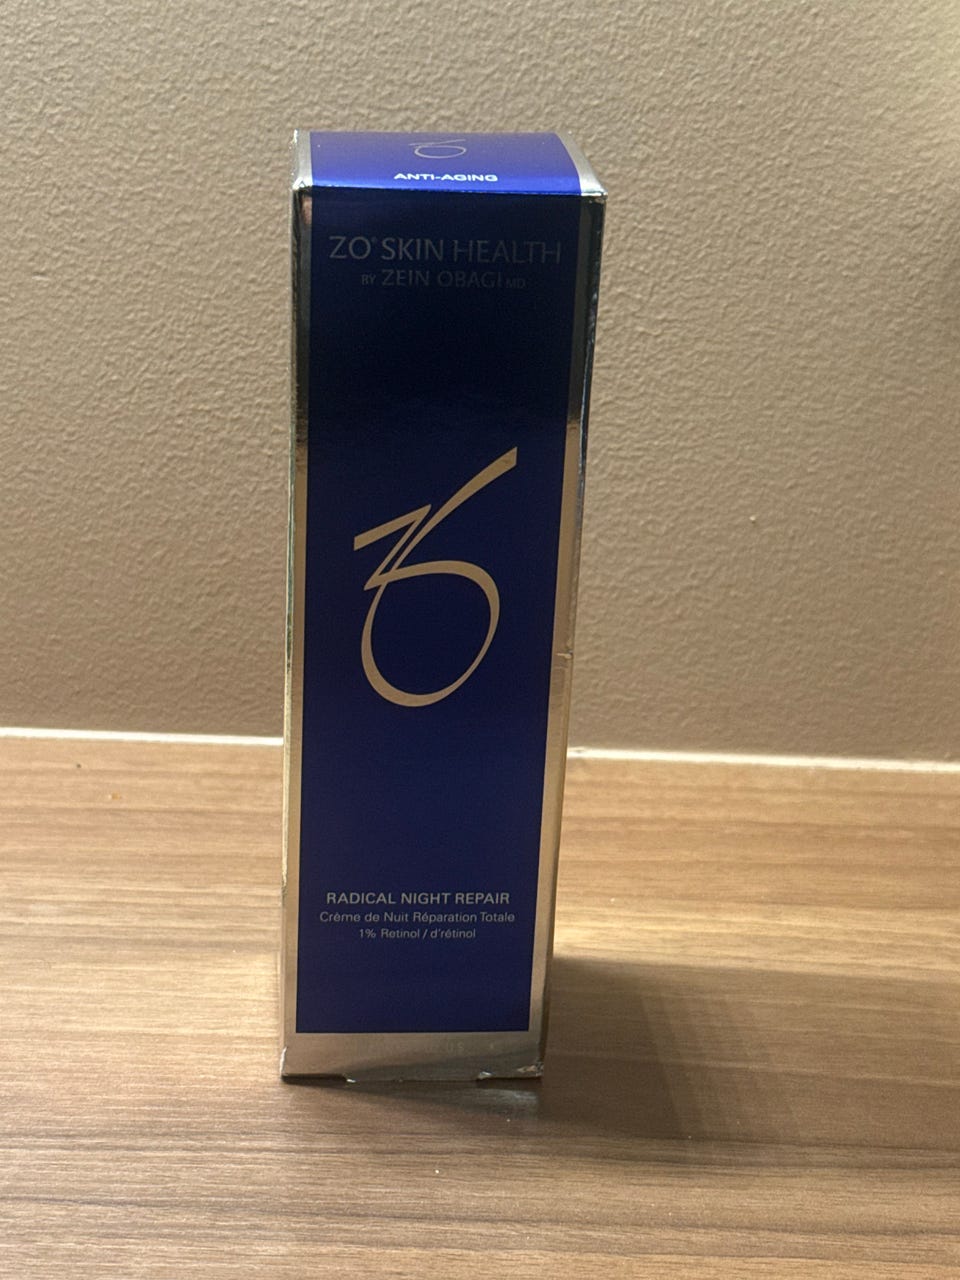 ANTI-AGING
ZO® SKIN HEALTH
BY ZEIN OBAGI MD
RADICAL NIGHT REPAIR
Crème de Nuit Réparation Totale
1% Retinol / d'rétinol